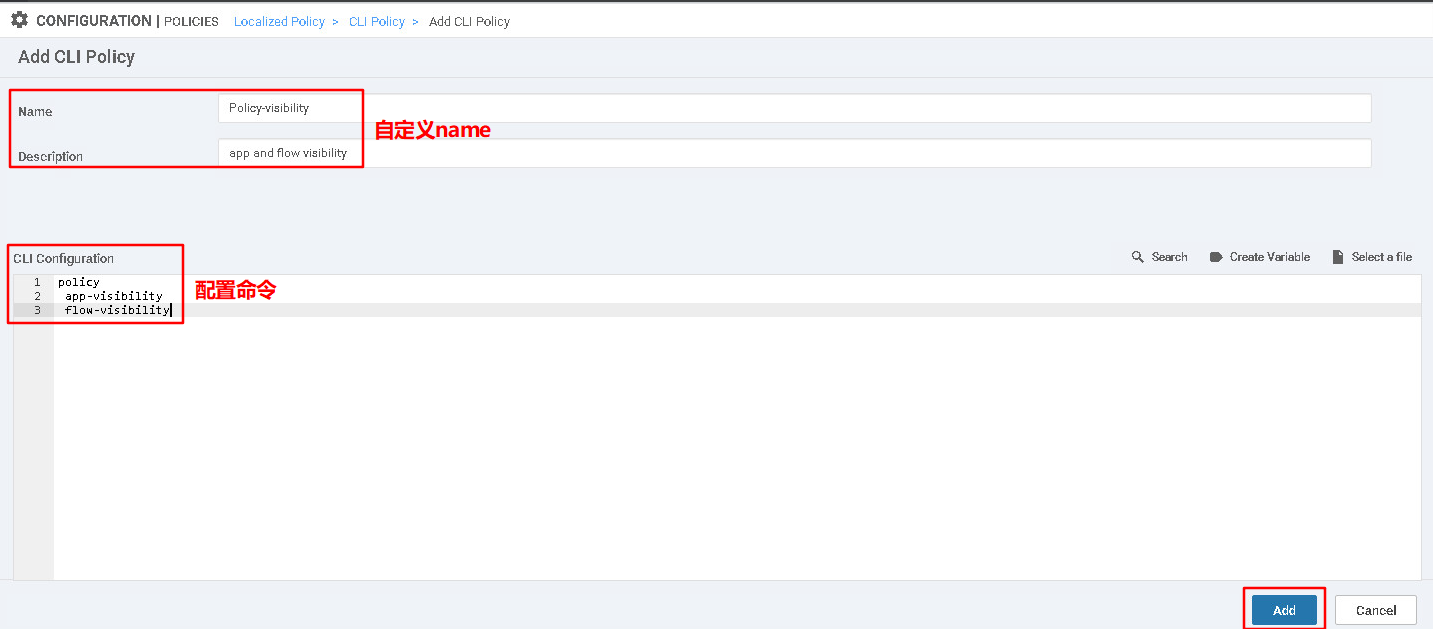 CONFIGURATION | POLICIES Localized Policy > CLI Policy > Add CLI Policy
Add CLI Policy
Name Policy-visibility
自定义name
Description app and flow visibility
CLI Configuration Search Create Variable Select a file
1 policy
2 app-visibility
配置命令
3 flow-visibility
Add Cancel